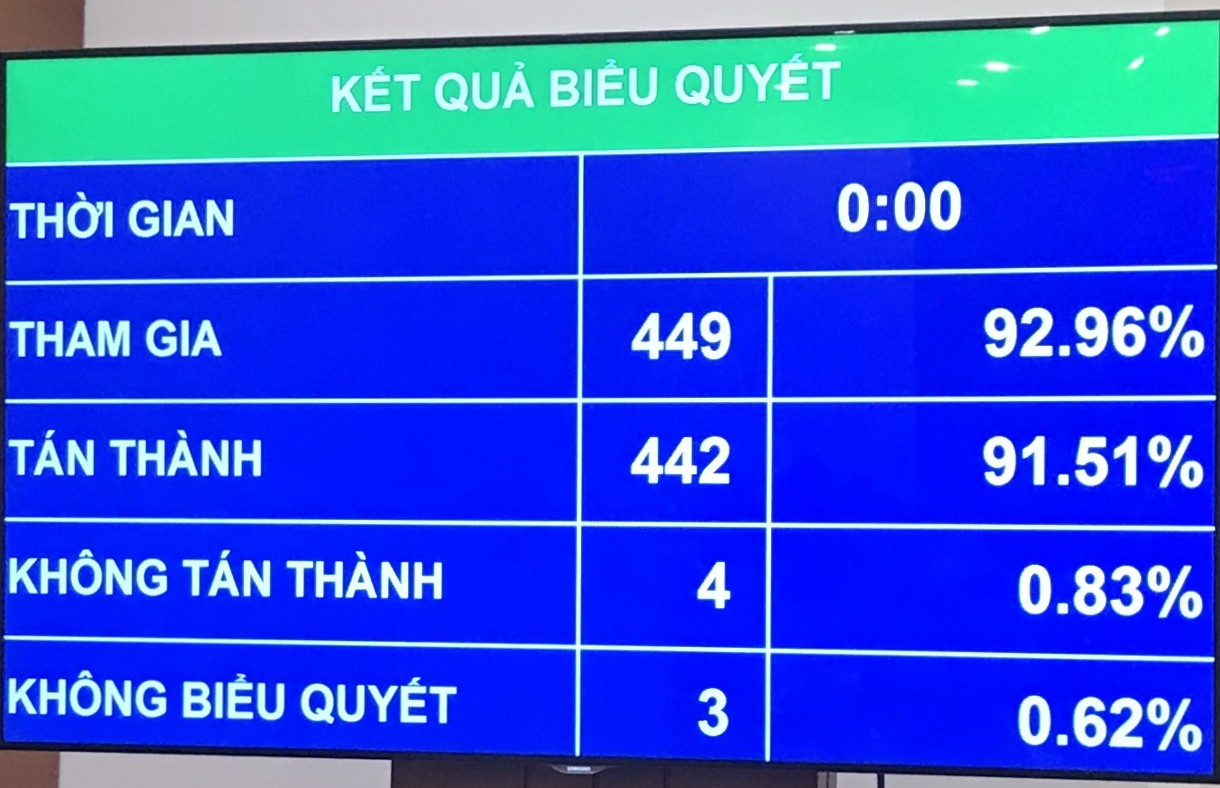 KẾT QUẢ BIỂU QUYẾT
THỜI GIAN 0:00
THAM GIA 449 92.96%
TÁN THÀNH 442 91.51%
KHÔNG TÁN THÀNH 4 0.83%
KHÔNG BIỂU QUYẾT 3 0.62%
SAMSUNG